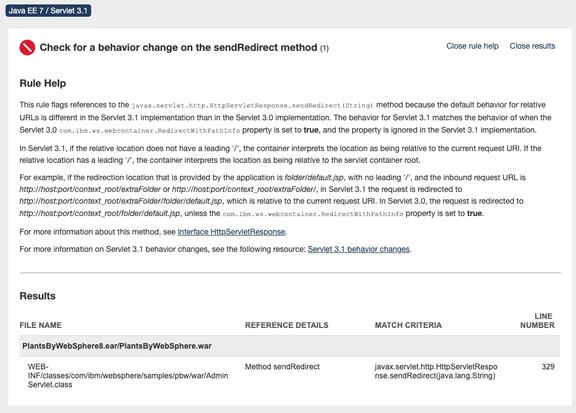 Java EE 7 / Servlet 3.1
Check for a behavior change on the sendRedirect method (1)
Close rule help Close results
Rule Help
This rule flags references to the javax.servlet.http.HttpServletResponse.sendRedirect(String) method because the default behavior for relative
URLs is different in the Servlet 3.1 implementation than in the Servlet 3.0 implementation. The behavior for Servlet 3.1 matches the behavior of when the
Servlet 3.0 com.ibm.ws.webcontainer.RedirectWithPathInfo property is set to true, and the property is ignored in the Servlet 3.1 implementation.
In Servlet 3.1, if the relative location does not have a leading '/', the container interprets the location as being relative to the current request URI. If the
relative location has a leading '/', the container interprets the location as being relative to the servlet container root.
For example, if the redirection location that is provided by the application is folder/default.jsp, with no leading '/', and the inbound request URL is
http://host:port/context_root/extraFolder or http://host:port/context_root/extraFolder/, in Servlet 3.1 the request is redirected to
http://host:port/context_root/extraFolder/folder/default.jsp, which is relative to the current request URI. In Servlet 3.0, the request is redirected to
http://host:port/context_root/folder/default.jsp, unless the com.ibm.ws.webcontainer.RedirectWithPathInfo property is set to true.
For more information about this method, see Interface HttpServletResponse.
For more information on Servlet 3.1 behavior changes, see the following resource: Servlet 3.1 behavior changes.
Results
FILE NAME REFERENCE DETAILS MATCH CRITERIA LINE
NUMBER
PlantsByWebSphere8.ear/PlantsByWebSphere.war
WEB- Method sendRedirect javax.servlet.http.HttpServletRespo 329
INF/classes/com/ibm/websphere/samples/pbw/war/Admin nse.sendRedirect(java.lang.String)
Servlet.class